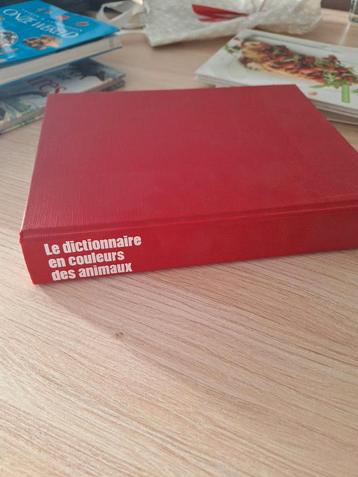 Le dictionnaire
en couleurs
des animaux